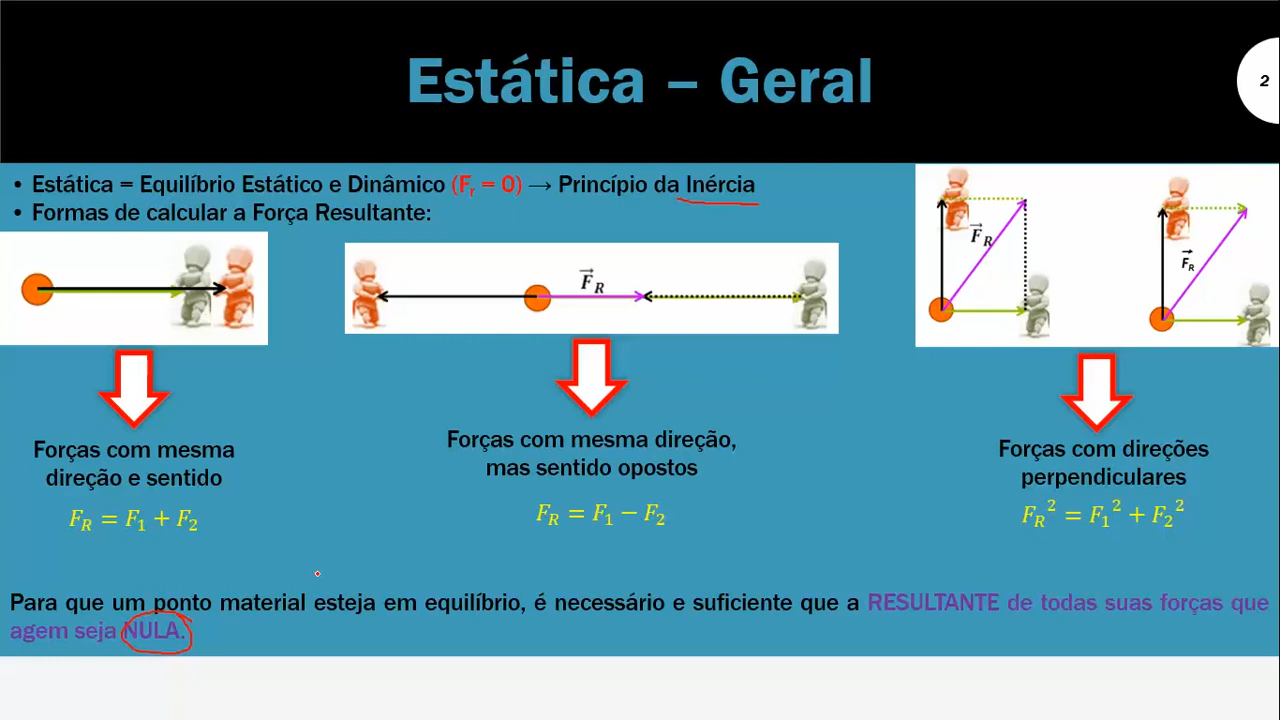 Estática – Geral
2
• Estática = Equilíbrio Estático e Dinâmico (Fr = 0) → Princípio da Inércia
• Formas de calcular a Força Resultante:
F⃗R
F⃗R
F⃗R
Forças com mesma
direção e sentido
FR = F1 + F2
Forças com mesma direção,
mas sentido opostos
FR = F1 − F2
Forças com direções
perpendiculares
FR² = F1² + F2²
Para que um ponto material esteja em equilíbrio, é necessário e suficiente que a RESULTANTE de todas suas forças que
agem seja NULA.